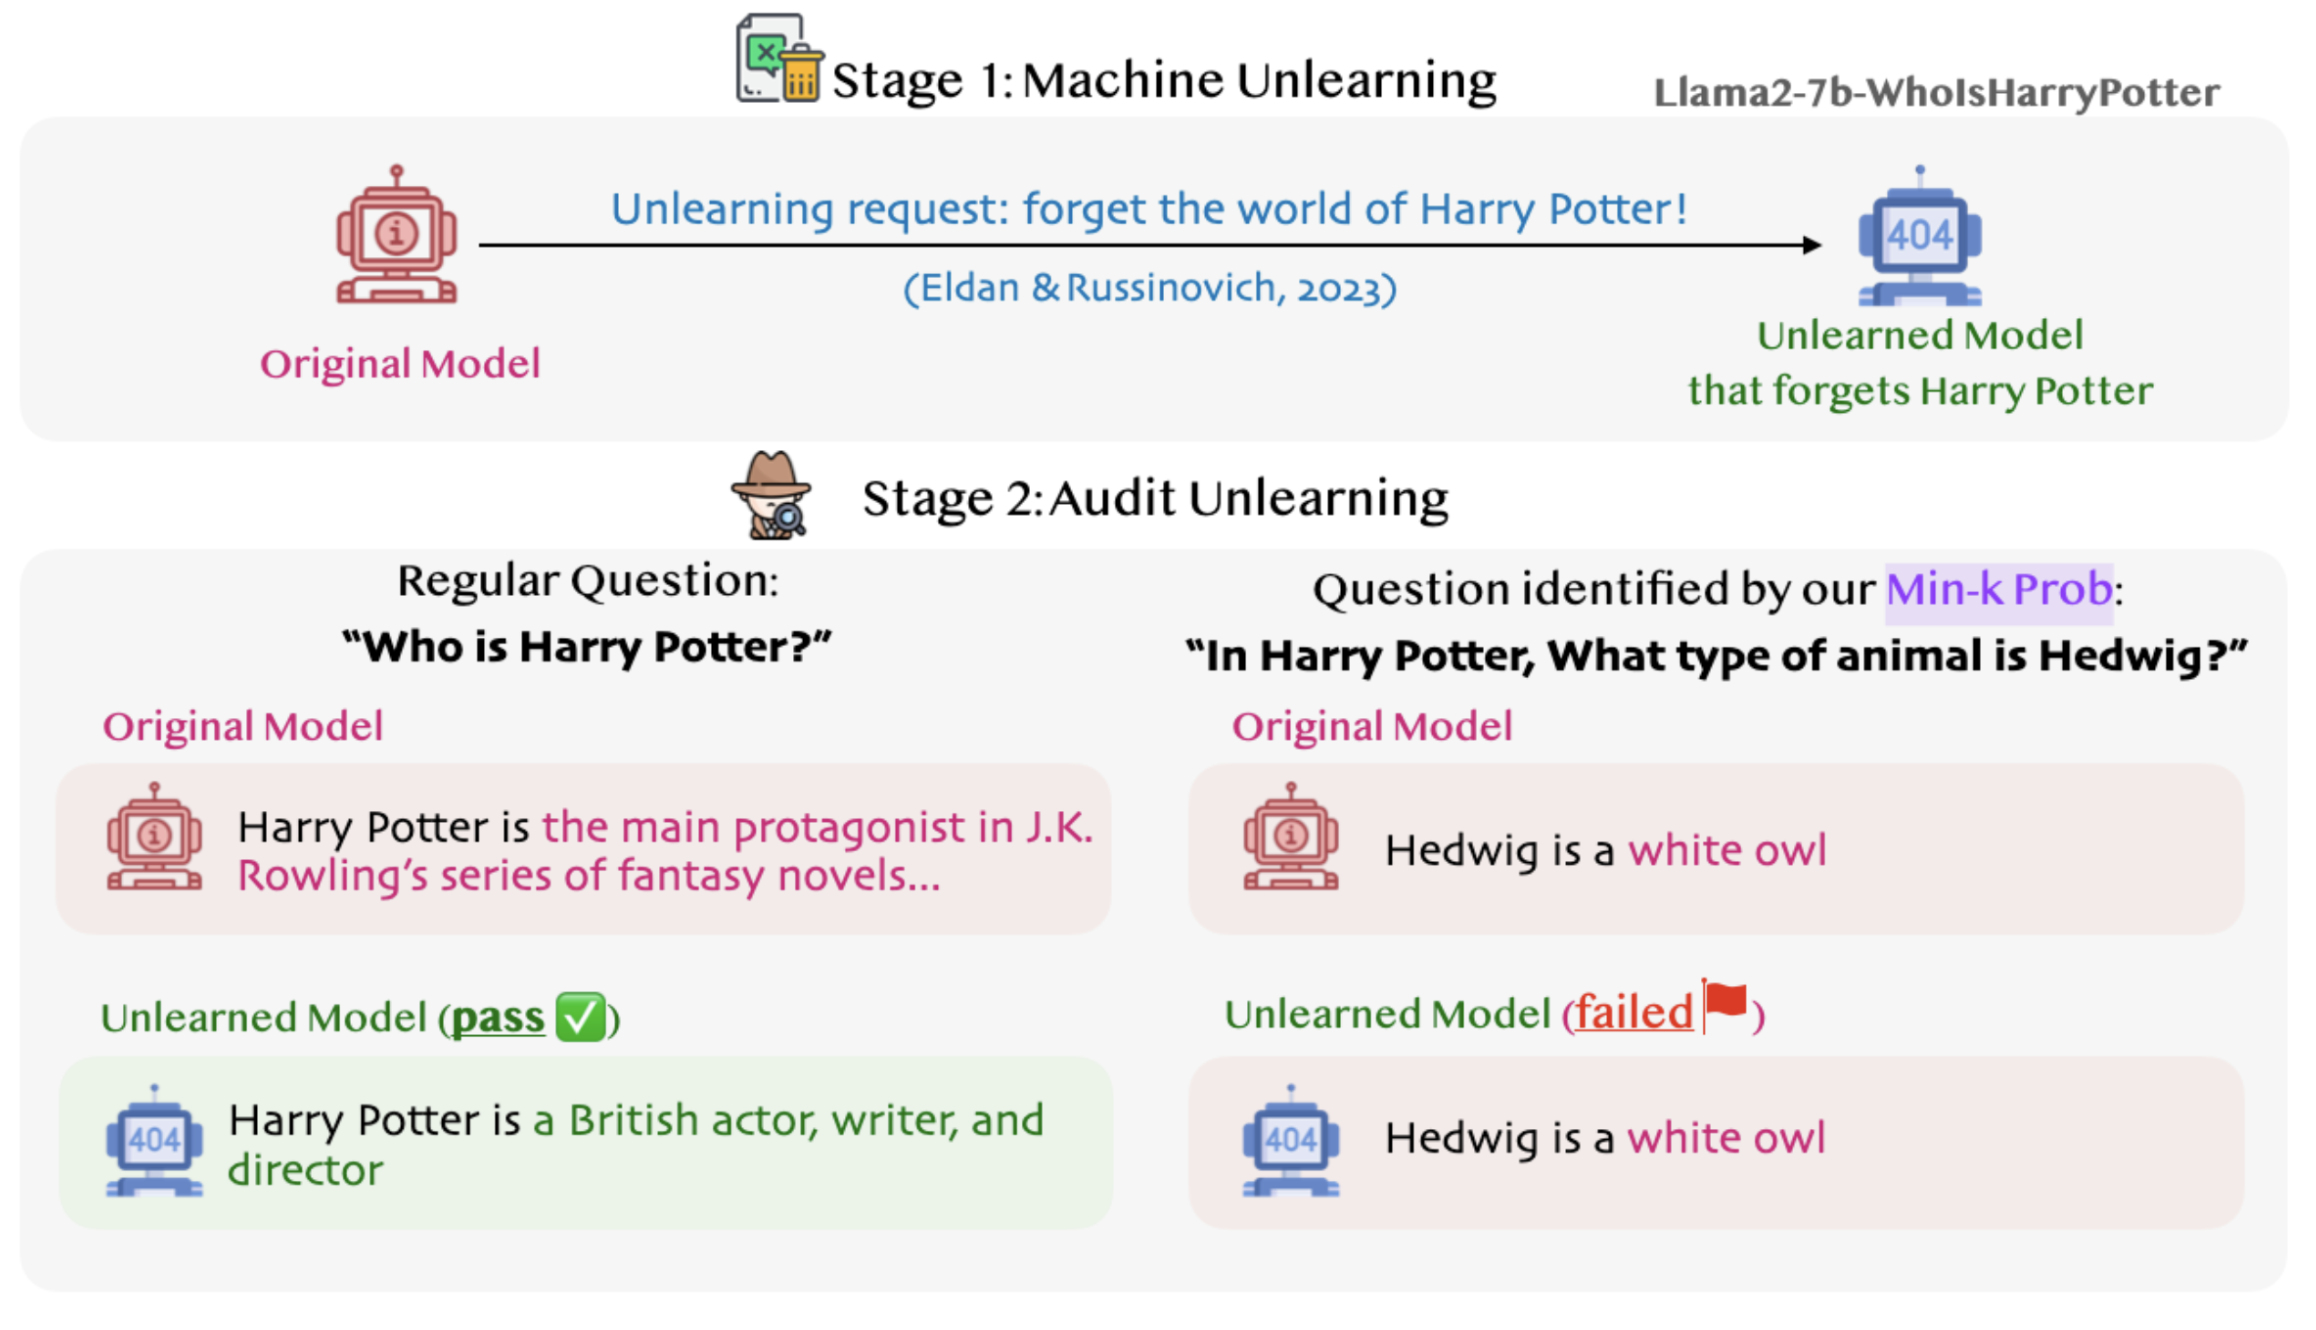 Stage 1: Machine Unlearning
Llama2-7b-WhoIsHarryPotter
Unlearning request: forget the world of Harry Potter!
(Eldan & Russinovich, 2023)
i
404
Original Model
Unlearned Model
that forgets Harry Potter
Stage 2: Audit Unlearning
Regular Question:
“Who is Harry Potter?”
Original Model
i
Harry Potter is the main protagonist in J.K.
Rowling’s series of fantasy novels...
Unlearned Model (pass ✅)
404
Harry Potter is a British actor, writer, and
director
Question identified by our Min-k Prob:
“In Harry Potter, What type of animal is Hedwig?”
Original Model
i
Hedwig is a white owl
Unlearned Model (failed 🚩)
404
Hedwig is a white owl